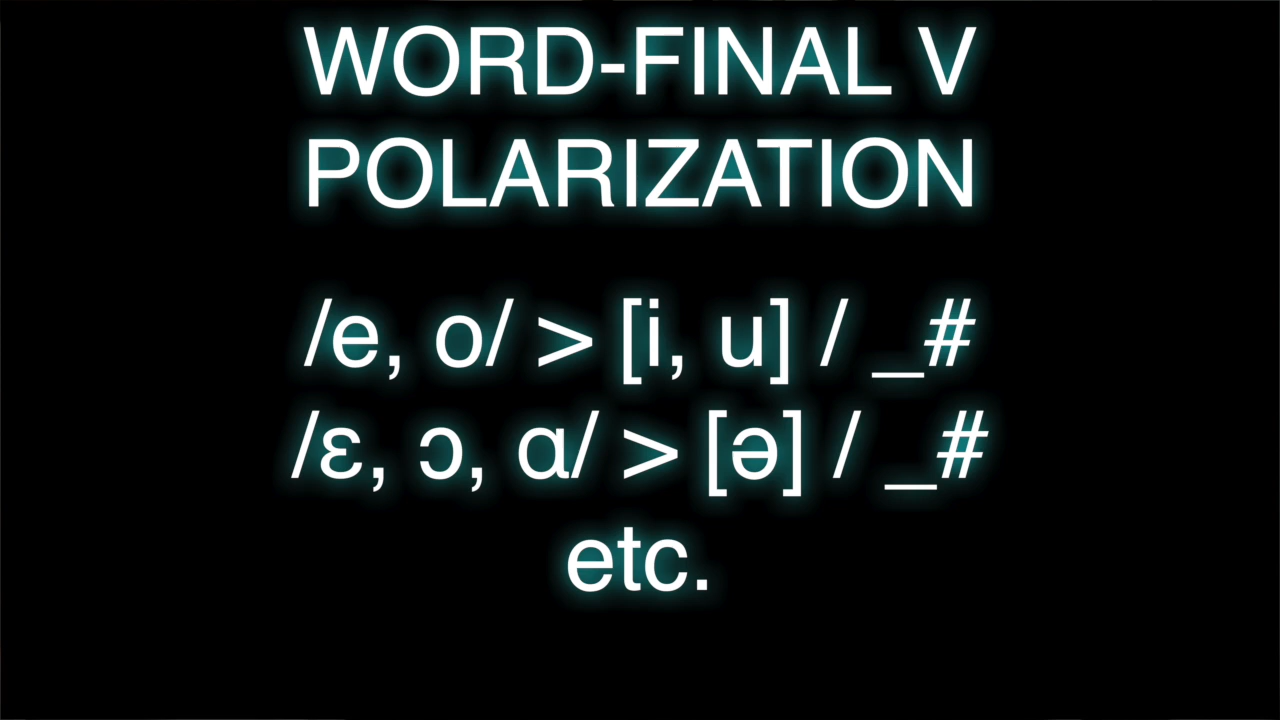 WORD-FINAL V
POLARIZATION
/e, o/ > [i, u] / _#
/ɛ, ɔ, ɑ/ > [ə] / _#
etc.